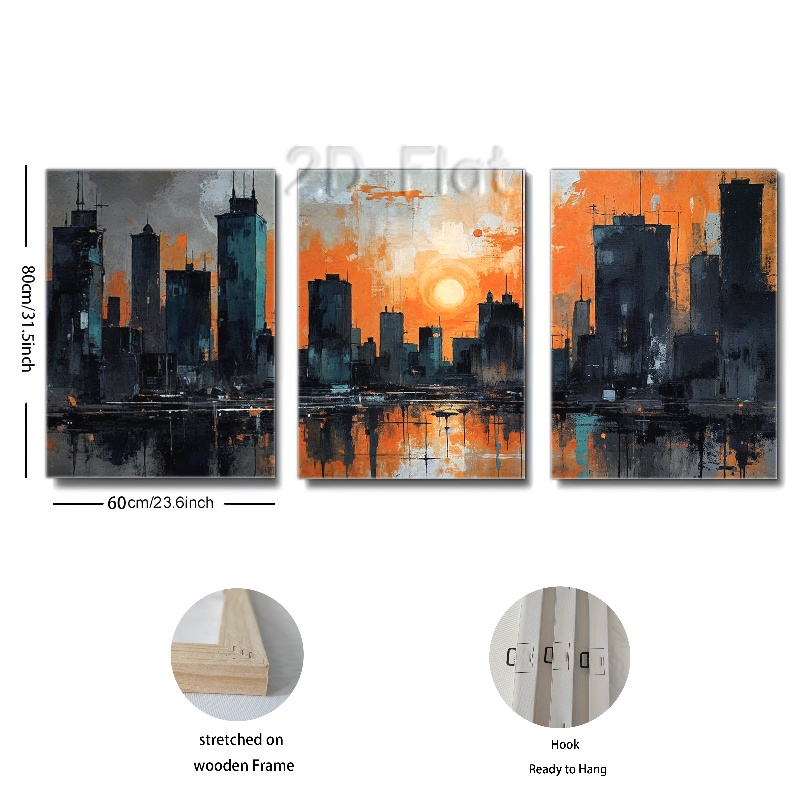 2D Flat
80cm/31.5inch
60cm/23.6inch
stretched on
wooden Frame
Hook
Ready to Hang